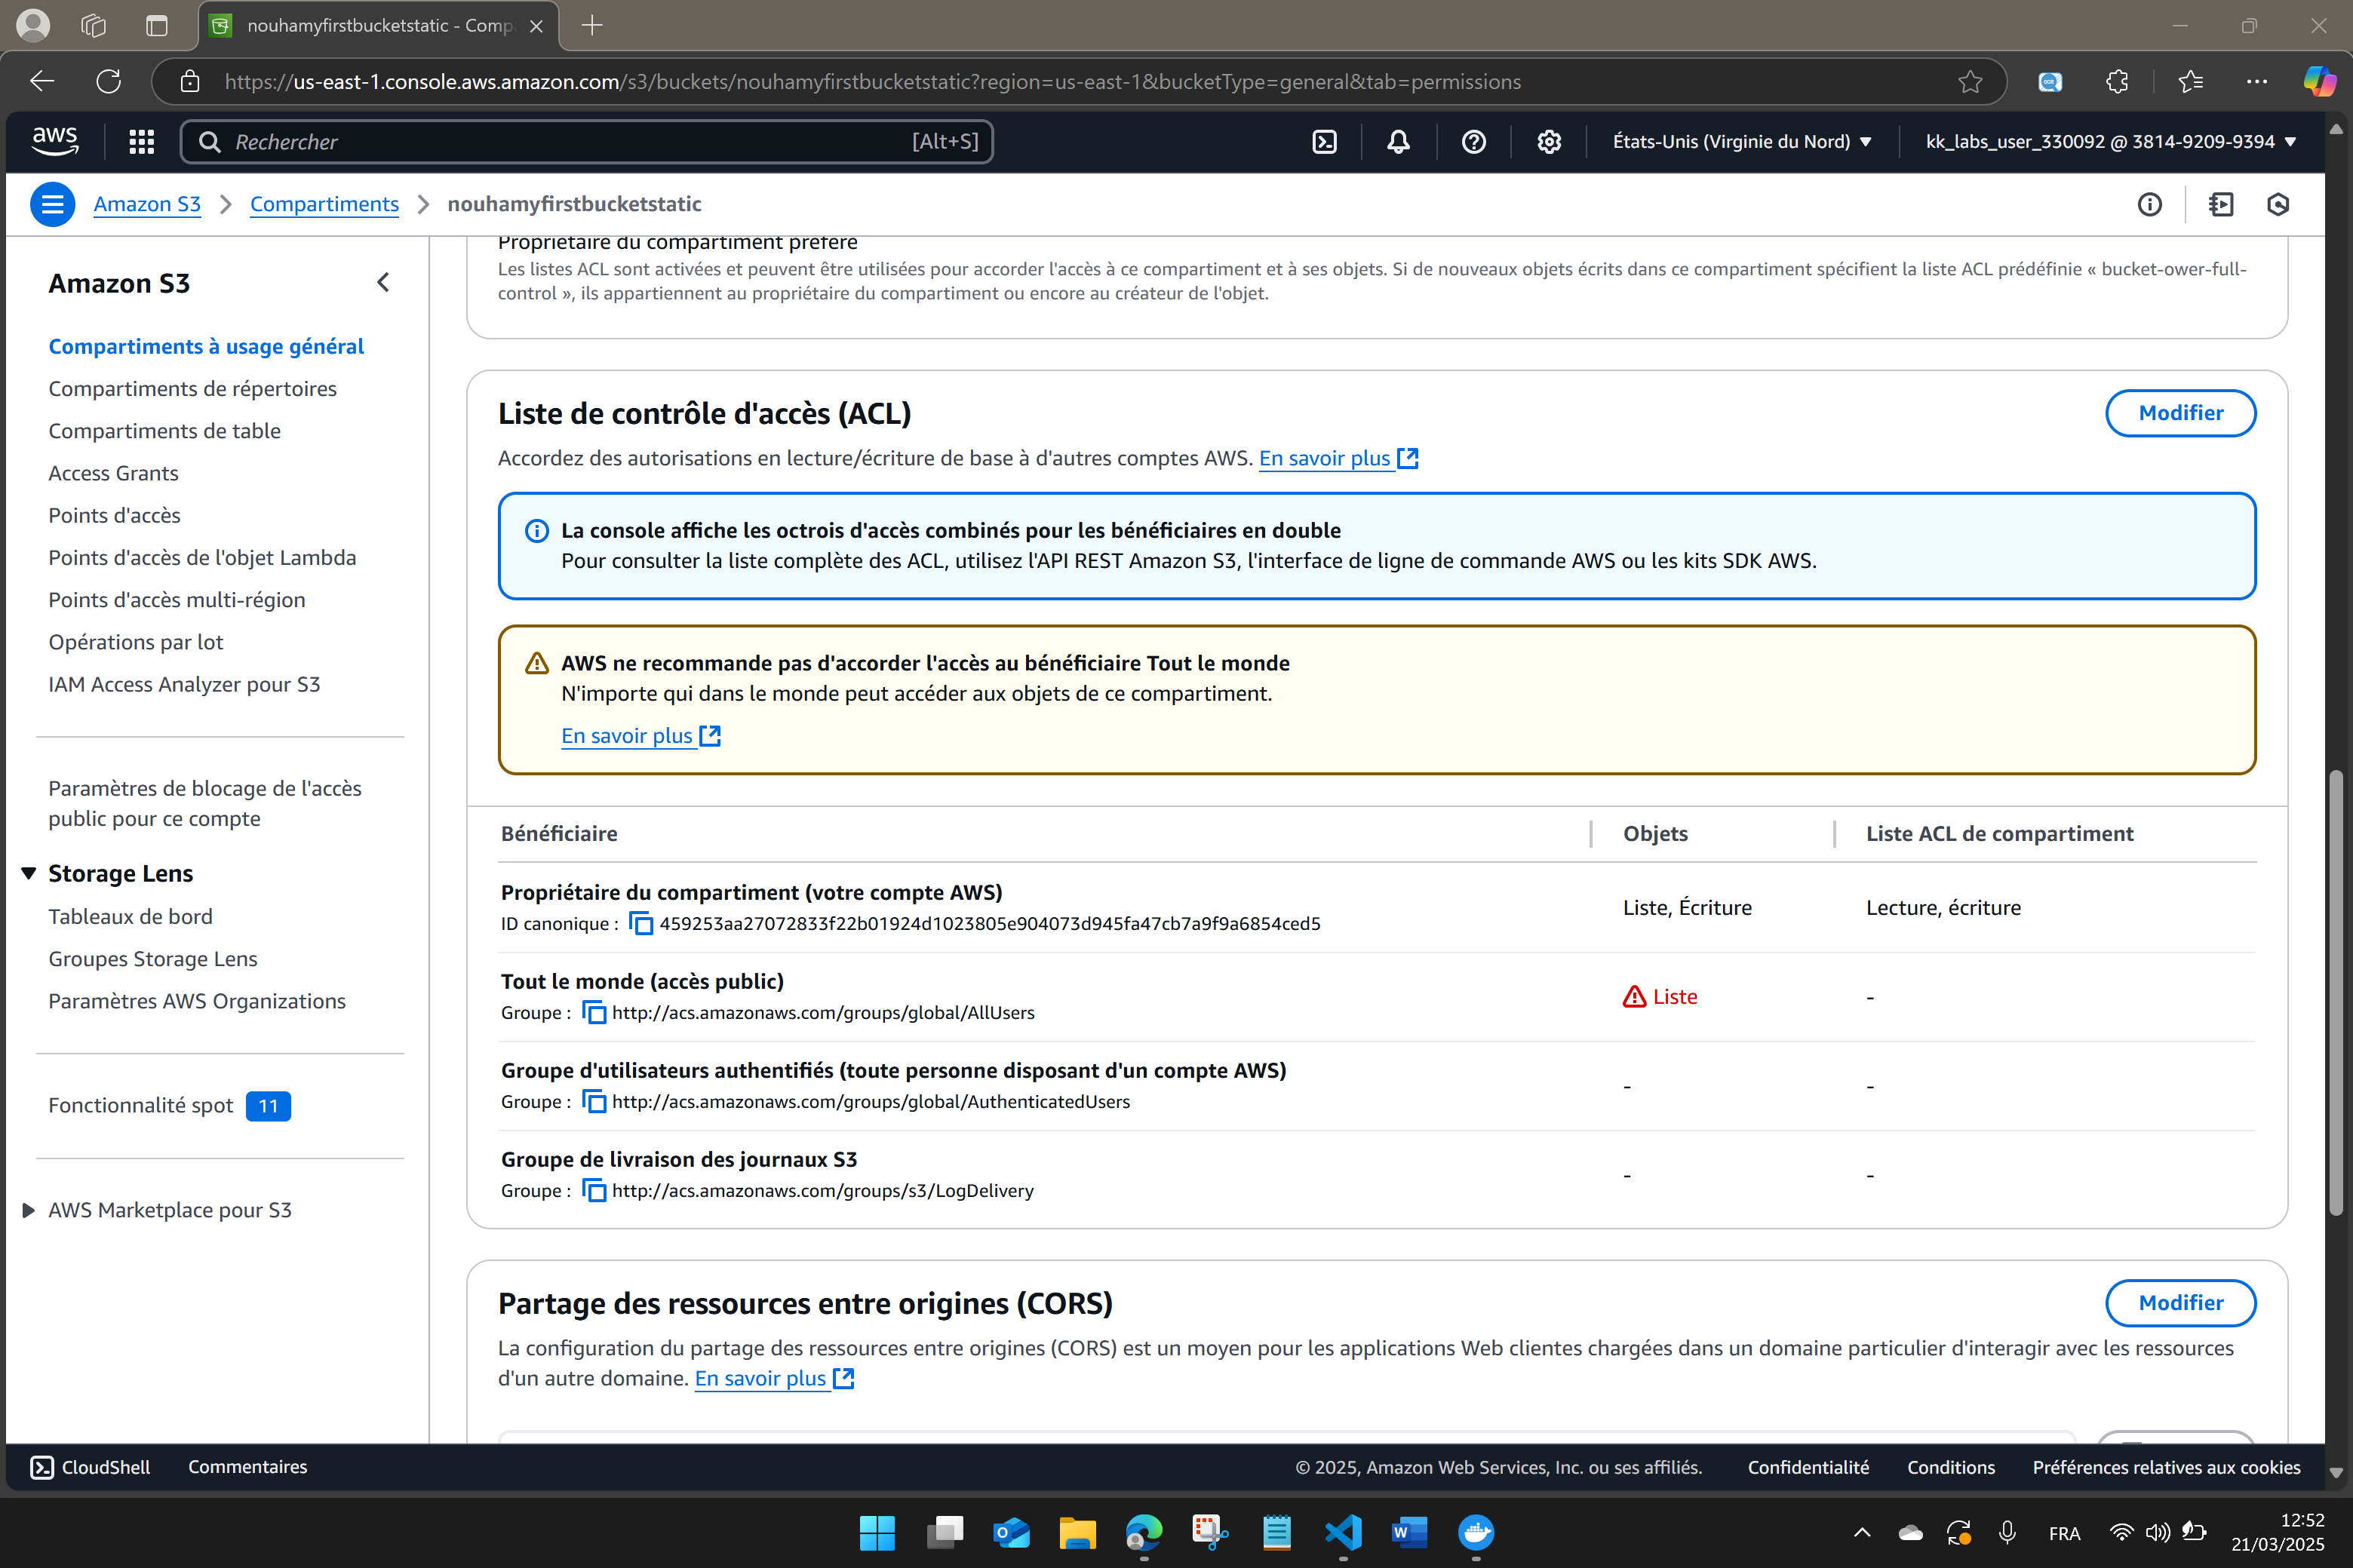 nouhamyfirstbucketstatic - Comp
https://us-east-1.console.aws.amazon.com/s3/buckets/nouhamyfirstbucketstatic?region=us-east-1&bucketType=general&tab=permissions
aws
Rechercher
[Alt+S]
États-Unis (Virginie du Nord)
kk_labs_user_330092 @ 3814-9209-9394
Amazon S3
Compartiments
nouhamyfirstbucketstatic
Amazon S3
Compartiments à usage général
Compartiments de répertoires
Compartiments de table
Access Grants
Points d'accès
Points d'accès de l'objet Lambda
Points d'accès multi-région
Opérations par lot
IAM Access Analyzer pour S3
Paramètres de blocage de l'accès
public pour ce compte
Storage Lens
Tableaux de bord
Groupes Storage Lens
Paramètres AWS Organizations
Fonctionnalité spot 11
AWS Marketplace pour S3
Propriétaire du compartiment préféré
Les listes ACL sont activées et peuvent être utilisées pour accorder l'accès à ce compartiment et à ses objets. Si de nouveaux objets écrits dans ce compartiment spécifient la liste ACL prédéfinie « bucket-ower-full-
control », ils appartiennent au propriétaire du compartiment ou encore au créateur de l'objet.
Liste de contrôle d'accès (ACL)
Modifier
Accordez des autorisations en lecture/écriture de base à d'autres comptes AWS. En savoir plus
La console affiche les octrois d'accès combinés pour les bénéficiaires en double
Pour consulter la liste complète des ACL, utilisez l'API REST Amazon S3, l'interface de ligne de commande AWS ou les kits SDK AWS.
AWS ne recommande pas d'accorder l'accès au bénéficiaire Tout le monde
N'importe qui dans le monde peut accéder aux objets de ce compartiment.
En savoir plus
Bénéficiaire
Objets
Liste ACL de compartiment
Propriétaire du compartiment (votre compte AWS)
ID canonique : 459253aa27072833f22b01924d1023805e904073d945fa47cb7a9f9a6854ced5
Liste, Écriture
Lecture, écriture
Tout le monde (accès public)
Groupe : http://acs.amazonaws.com/groups/global/AllUsers
Liste
-
Groupe d'utilisateurs authentifiés (toute personne disposant d'un compte AWS)
Groupe : http://acs.amazonaws.com/groups/global/AuthenticatedUsers
-
-
Groupe de livraison des journaux S3
Groupe : http://acs.amazonaws.com/groups/s3/LogDelivery
-
-
Partage des ressources entre origines (CORS)
Modifier
La configuration du partage des ressources entre origines (CORS) est un moyen pour les applications Web clientes chargées dans un domaine particulier d'interagir avec les ressources
d'un autre domaine. En savoir plus
CloudShell
Commentaires
© 2025, Amazon Web Services, Inc. ou ses affiliés.
Confidentialité
Conditions
Préférences relatives aux cookies
FRA
12:52
21/03/2025